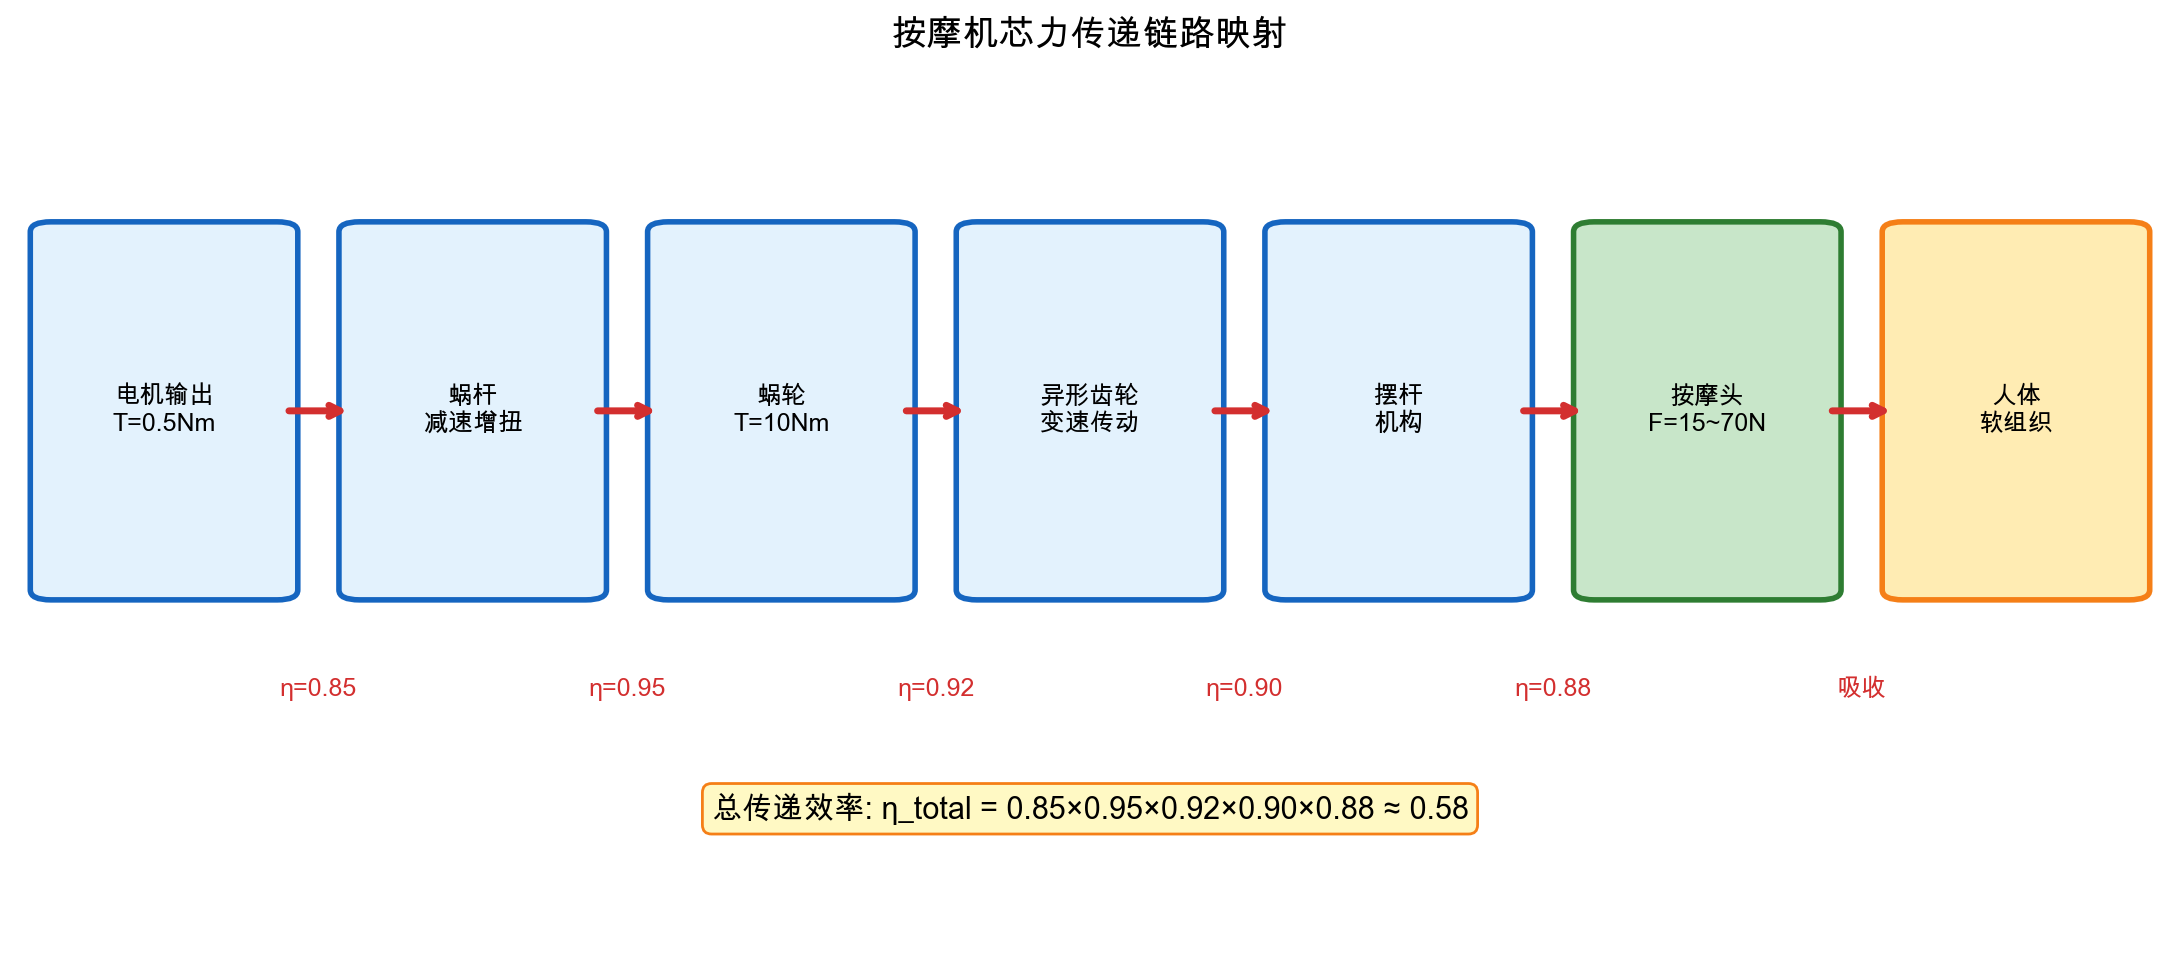 按摩机芯力传递链路映射
电机输出
T=0.5Nm
蜗杆
减速增扭
蜗轮
T=10Nm
异形齿轮
变速传动
摆杆
机构
按摩头
F=15~70N
人体
软组织
η=0.85
η=0.95
η=0.92
η=0.90
η=0.88
吸收
总传递效率: η_total = 0.85×0.95×0.92×0.90×0.88 ≈ 0.58